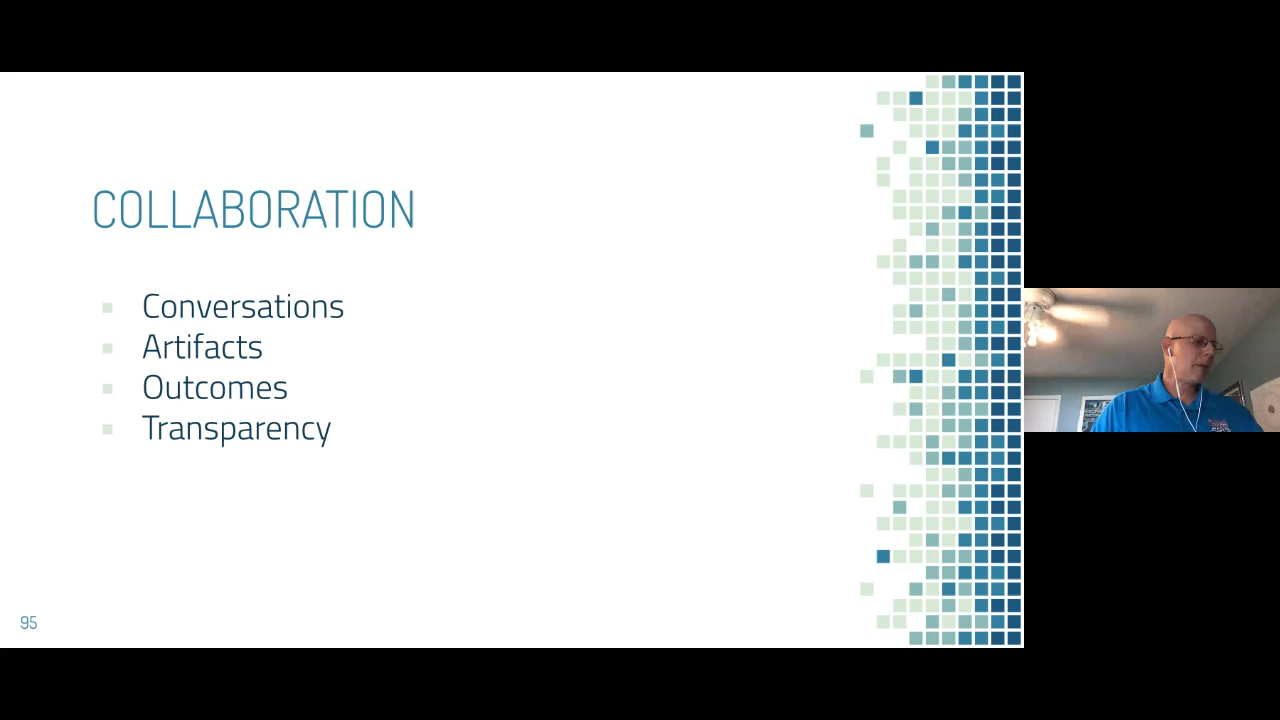 COLLABORATION
Conversations
Artifacts
Outcomes
Transparency
95